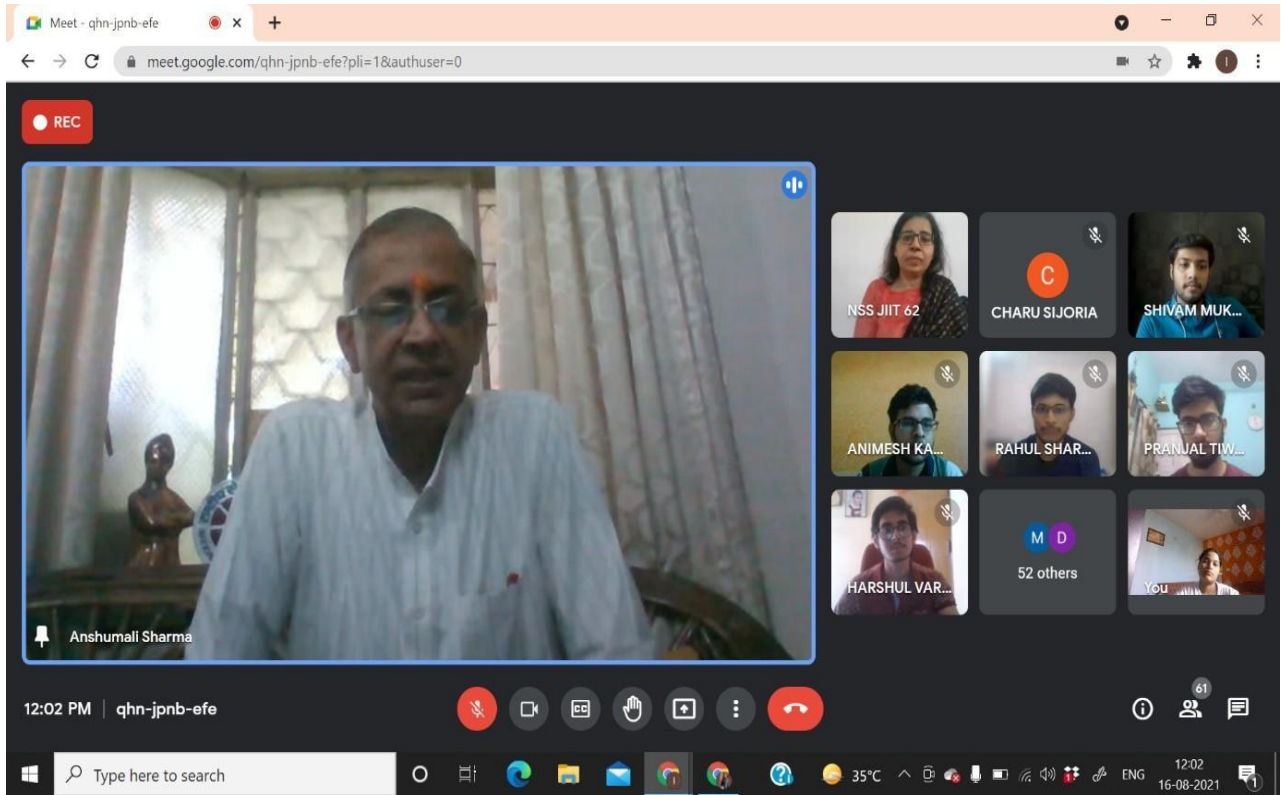 Meet - qhn-jpnb-efe
meet.google.com/qhn-jpnb-efe?pli=1&authuser=0
I
REC
NSS JIIT 62
C
CHARU SIJORIA
SHIVAM MUK...
ANIMESH KA...
RAHUL SHAR...
PRANJAL TIW...
HARSHUL VAR...
M D
52 others
You
Anshumali Sharma
12:02 PM | qhn-jpnb-efe
CC
61
Type here to search
35°C
ENG
12:02
16-08-2021
1